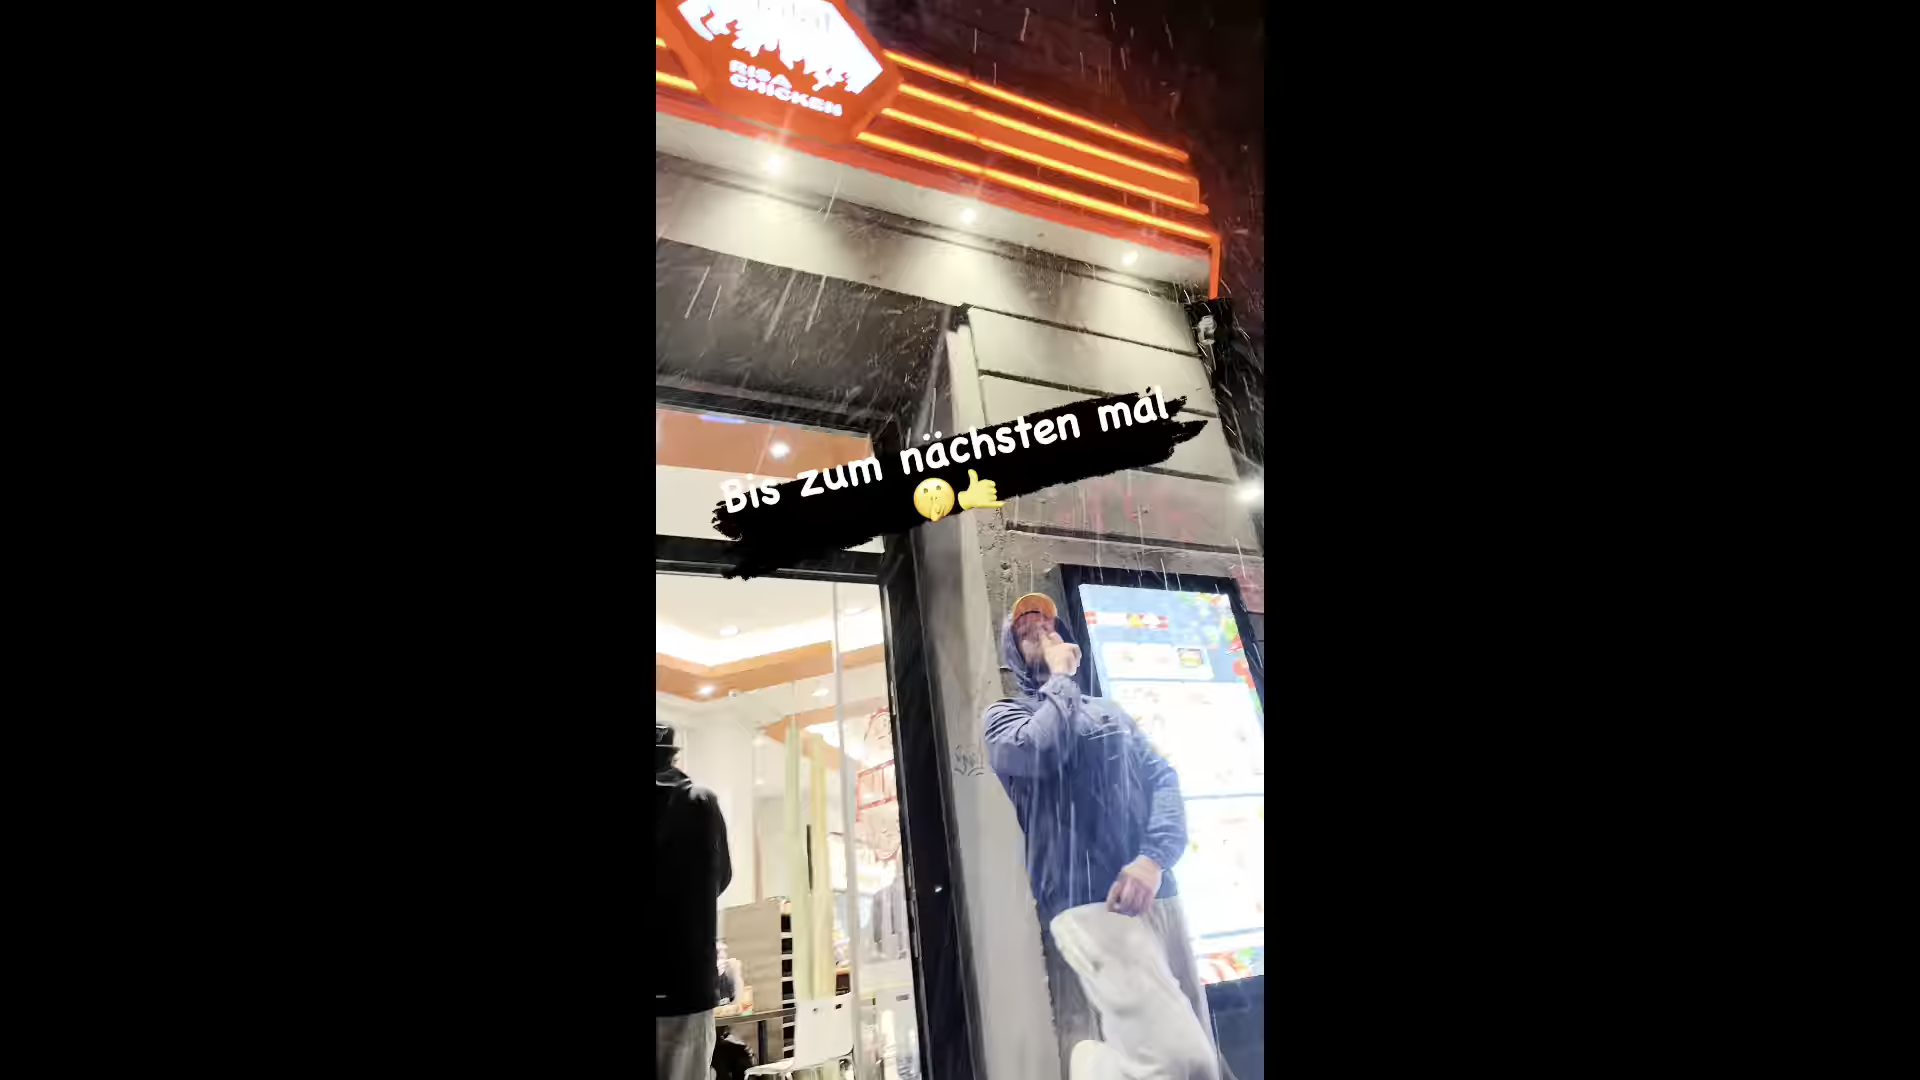 RISA
CHICKEN
Bis zum nächsten mal
🤫🤙